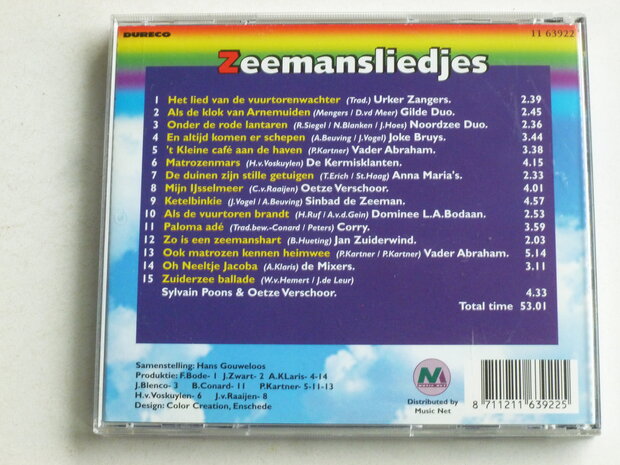 DURECO
11 63922
Zeemansliedjes
1 Het lied van de vuurtorenwachter (Trad.) Urker Zangers. 2.39
2 Als de klok van Arnemuiden (Mengers / D.vd Meer) Gilde Duo. 2.45
3 Onder de rode lantaren (R.Siegel / N.Blanken / J.Hoes) Noordzee Duo. 2.36
4 En altijd komen er schepen (A.Beuving / J.Vogel) Joke Bruys. 3.44
5 't Kleine café aan de haven (P.Kartner) Vader Abraham. 3.38
6 Matrozenmars (H.v.Voskuylen) De Kermisklanten. 4.15
7 De duinen zijn stille getuigen (T.Erich / St.Haag) Anna Maria's. 2.33
8 Mijn IJsselmeer (C.v.Raaijen) Oetze Verschoor. 4.01
9 Ketelbinkie (J.Vogel / A.Beuving) Sinbad de Zeeman. 4.57
10 Als de vuurtoren brandt (H.Ruf / A.v.d.Gein) Dominee L.A.Bodaan. 2.53
11 Paloma adé (Trad.bew.-Conard / Peters) Corry. 3.59
12 Zo is een zeemanshart (B.Hueting) Jan Zuiderwind. 2.03
13 Ook matrozen kennen heimwee (P.Kartner / P.Kartner) Vader Abraham. 5.14
14 Oh Neeltje Jacoba (A.Klaris) de Mixers. 3.11
15 Zuiderzee ballade (W.v.Hemert / J.de Leur)
Sylvain Poons & Oetze Verschoor. 4.33
Total time 53.01
Samenstelling: Hans Gouweloos
Produktie: F.Bode- 1 J.Zwart- 2 A.KLaris- 4-14
J.Blenco- 3 B.Conard- 11 P.Kartner- 5-11-13
H.v.Voskuylen- 6 J.v.Raaijen- 8
Design: Color Creation, Enschede
MUSIC NET
Distributed by
Music Net
8 711211 639225